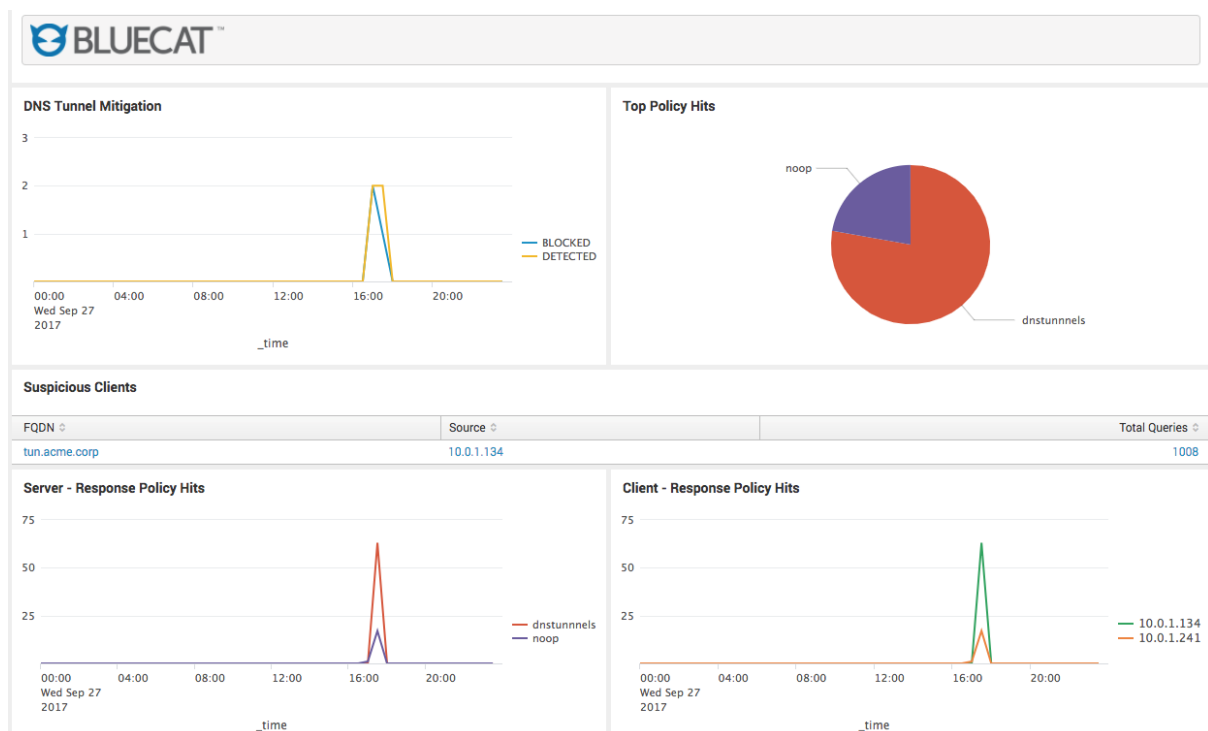 BLUECAT™
DNS Tunnel Mitigation
3
2
1
BLOCKED
DETECTED
00:00 04:00 08:00 12:00 16:00 20:00
Wed Sep 27
2017
_time
Top Policy Hits
noop
dnstunnnels
Suspicious Clients
FQDN Source Total Queries
tun.acme.corp 10.0.1.134 1008
Server - Response Policy Hits
75
50
25
dnstunnnels
noop
00:00 04:00 08:00 12:00 16:00 20:00
Wed Sep 27
2017
_time
Client - Response Policy Hits
75
50
25
10.0.1.134
10.0.1.241
00:00 04:00 08:00 12:00 16:00 20:00
Wed Sep 27
2017
_time